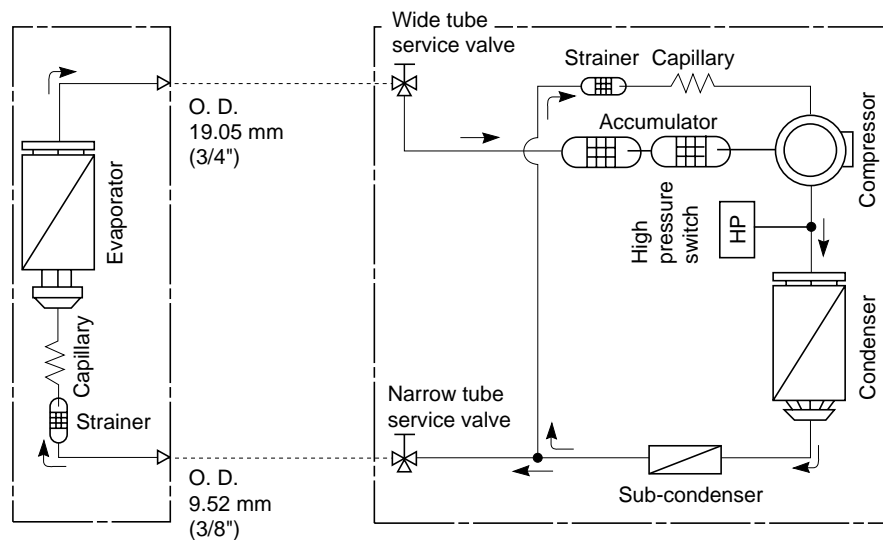 Wide tube
service valve
Strainer
Capillary
O. D.
19.05 mm
(3/4")
Accumulator
Compressor
Evaporator
High
pressure
switch
HP
Condenser
Capillary
Strainer
Narrow tube
service valve
O. D.
9.52 mm
(3/8")
Sub-condenser